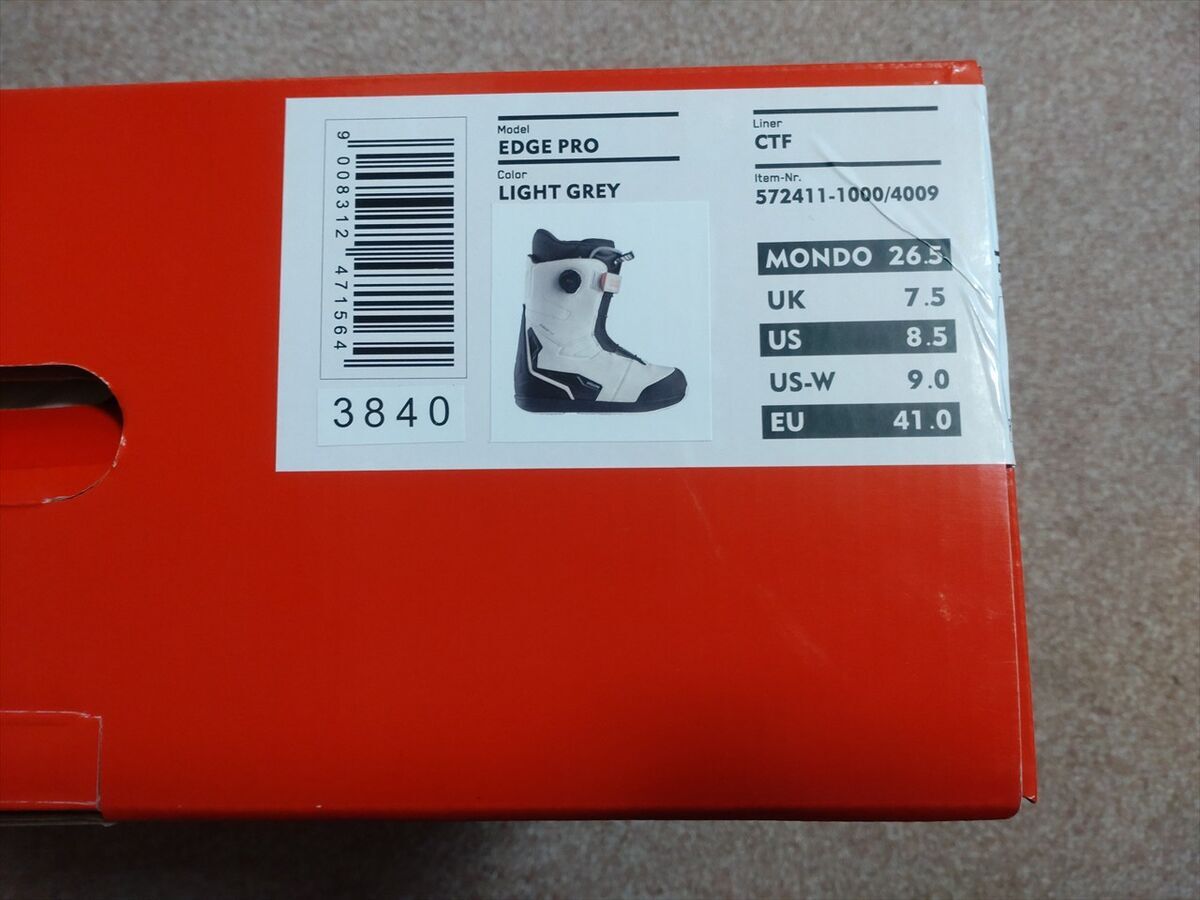 9 008312 471564
3840
Model
EDGE PRO
Color
LIGHT GREY
Liner
CTF
Item-Nr.
572411-1000/4009
MONDO 26.5
UK 7.5
US 8.5
US-W 9.0
EU 41.0